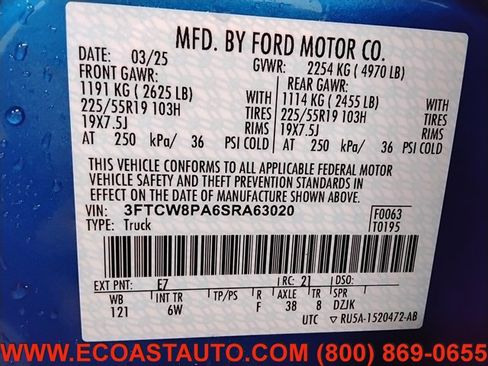 MFD. BY FORD MOTOR CO.
DATE: 03/25 GVWR: 2254 KG ( 4970 LB)
FRONT GAWR: REAR GAWR:
1191 KG ( 2625 LB) WITH 1114 KG ( 2455 LB) WITH
225/55R19 103H TIRES 225/55R19 103H TIRES
19X7.5J RIMS 19X7.5J RIMS
AT 250 kPa/ 36 PSI COLD AT 250 kPa/ 36 PSI COLD
THIS VEHICLE CONFORMS TO ALL APPLICABLE FEDERAL MOTOR
VEHICLE SAFETY AND THEFT PREVENTION STANDARDS IN
EFFECT ON THE DATE OF MANUFACTURE SHOWN ABOVE.
VIN: 3FTCW8PA6SRA63020 F0063
TYPE: Truck T0195
EXT PNT: E7 RC: 21 DSO:
WB INT TR TP/PS R AXLE TR SPR
121 6W F 38 8 DZJK
UTC RU5A-1520472-AB
WWW.ECOASTAUTO.COM (800) 869-0655